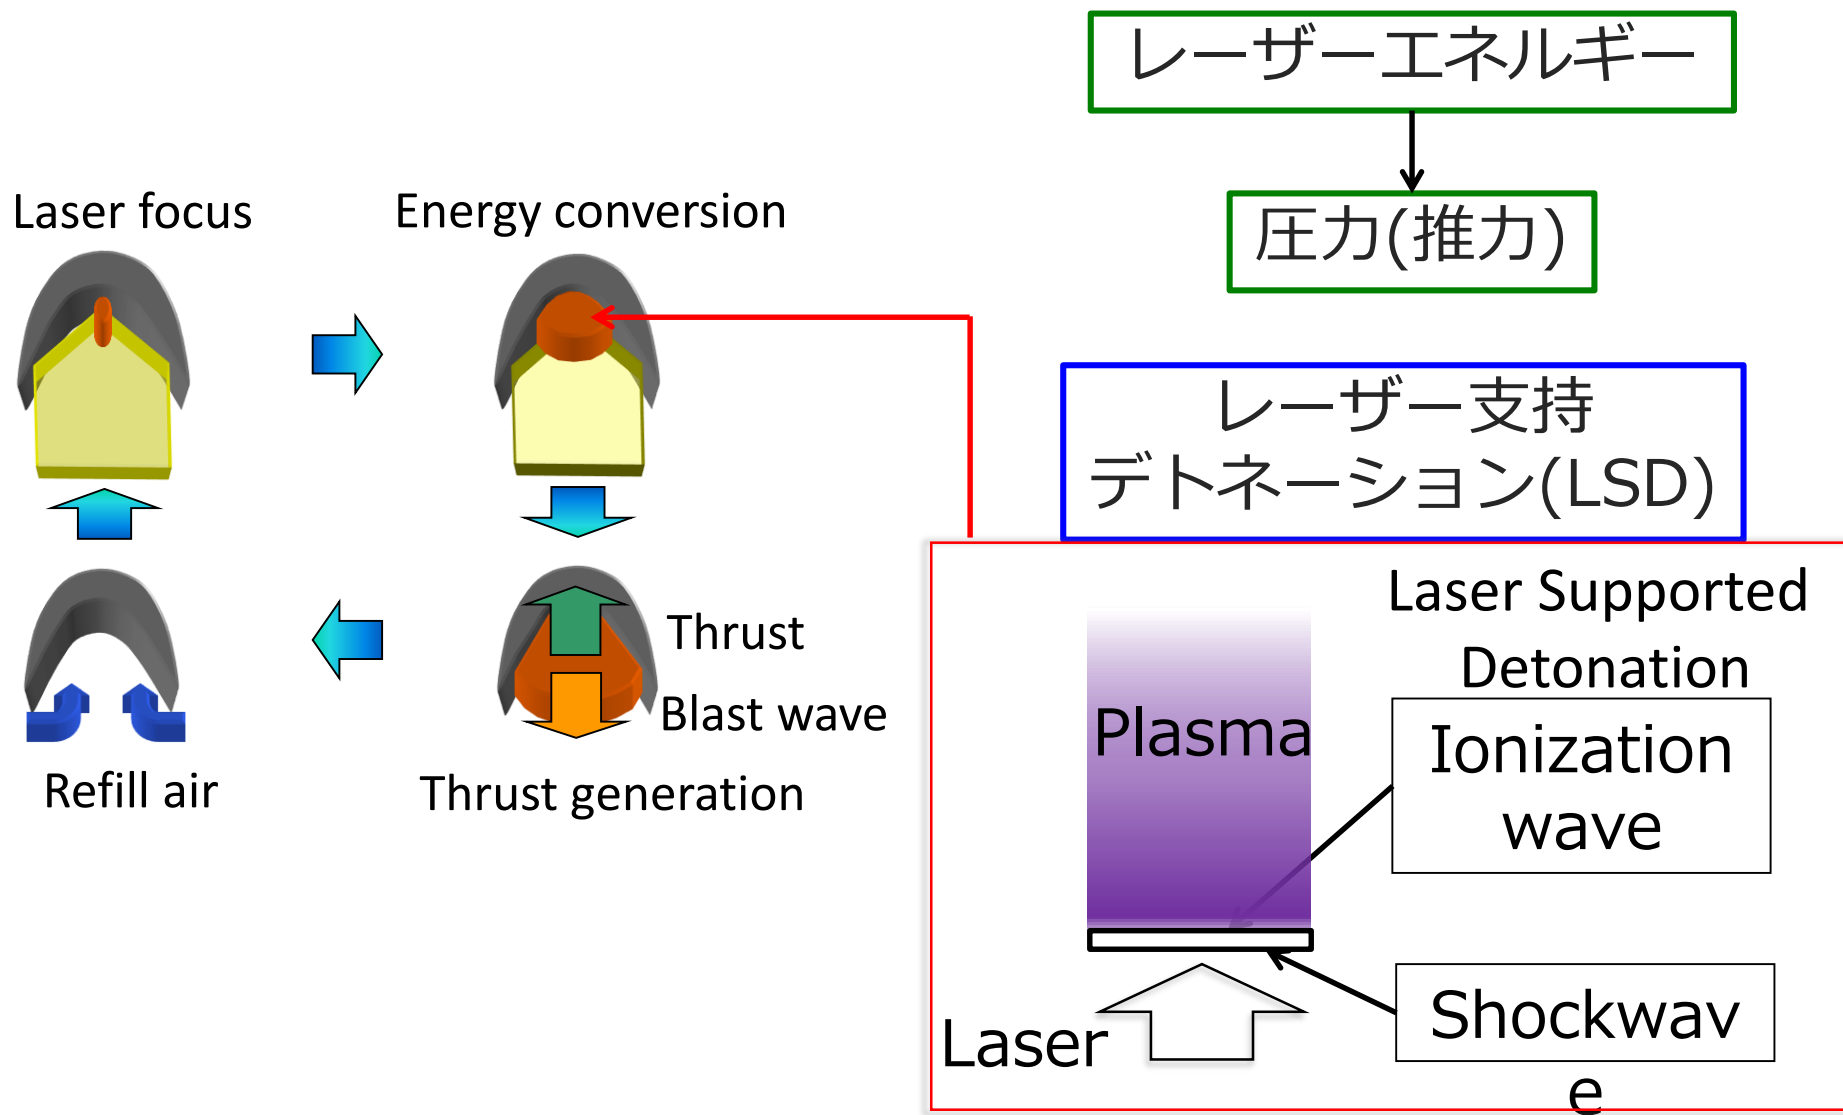 レーザーエネルギー
圧力(推力)
Laser focus
Energy conversion
Thrust
Blast wave
Refill air
Thrust generation
レーザー支持
デトネーション(LSD)
Laser Supported
Detonation
Plasma
Ionization
wave
Laser
Shockwav
e